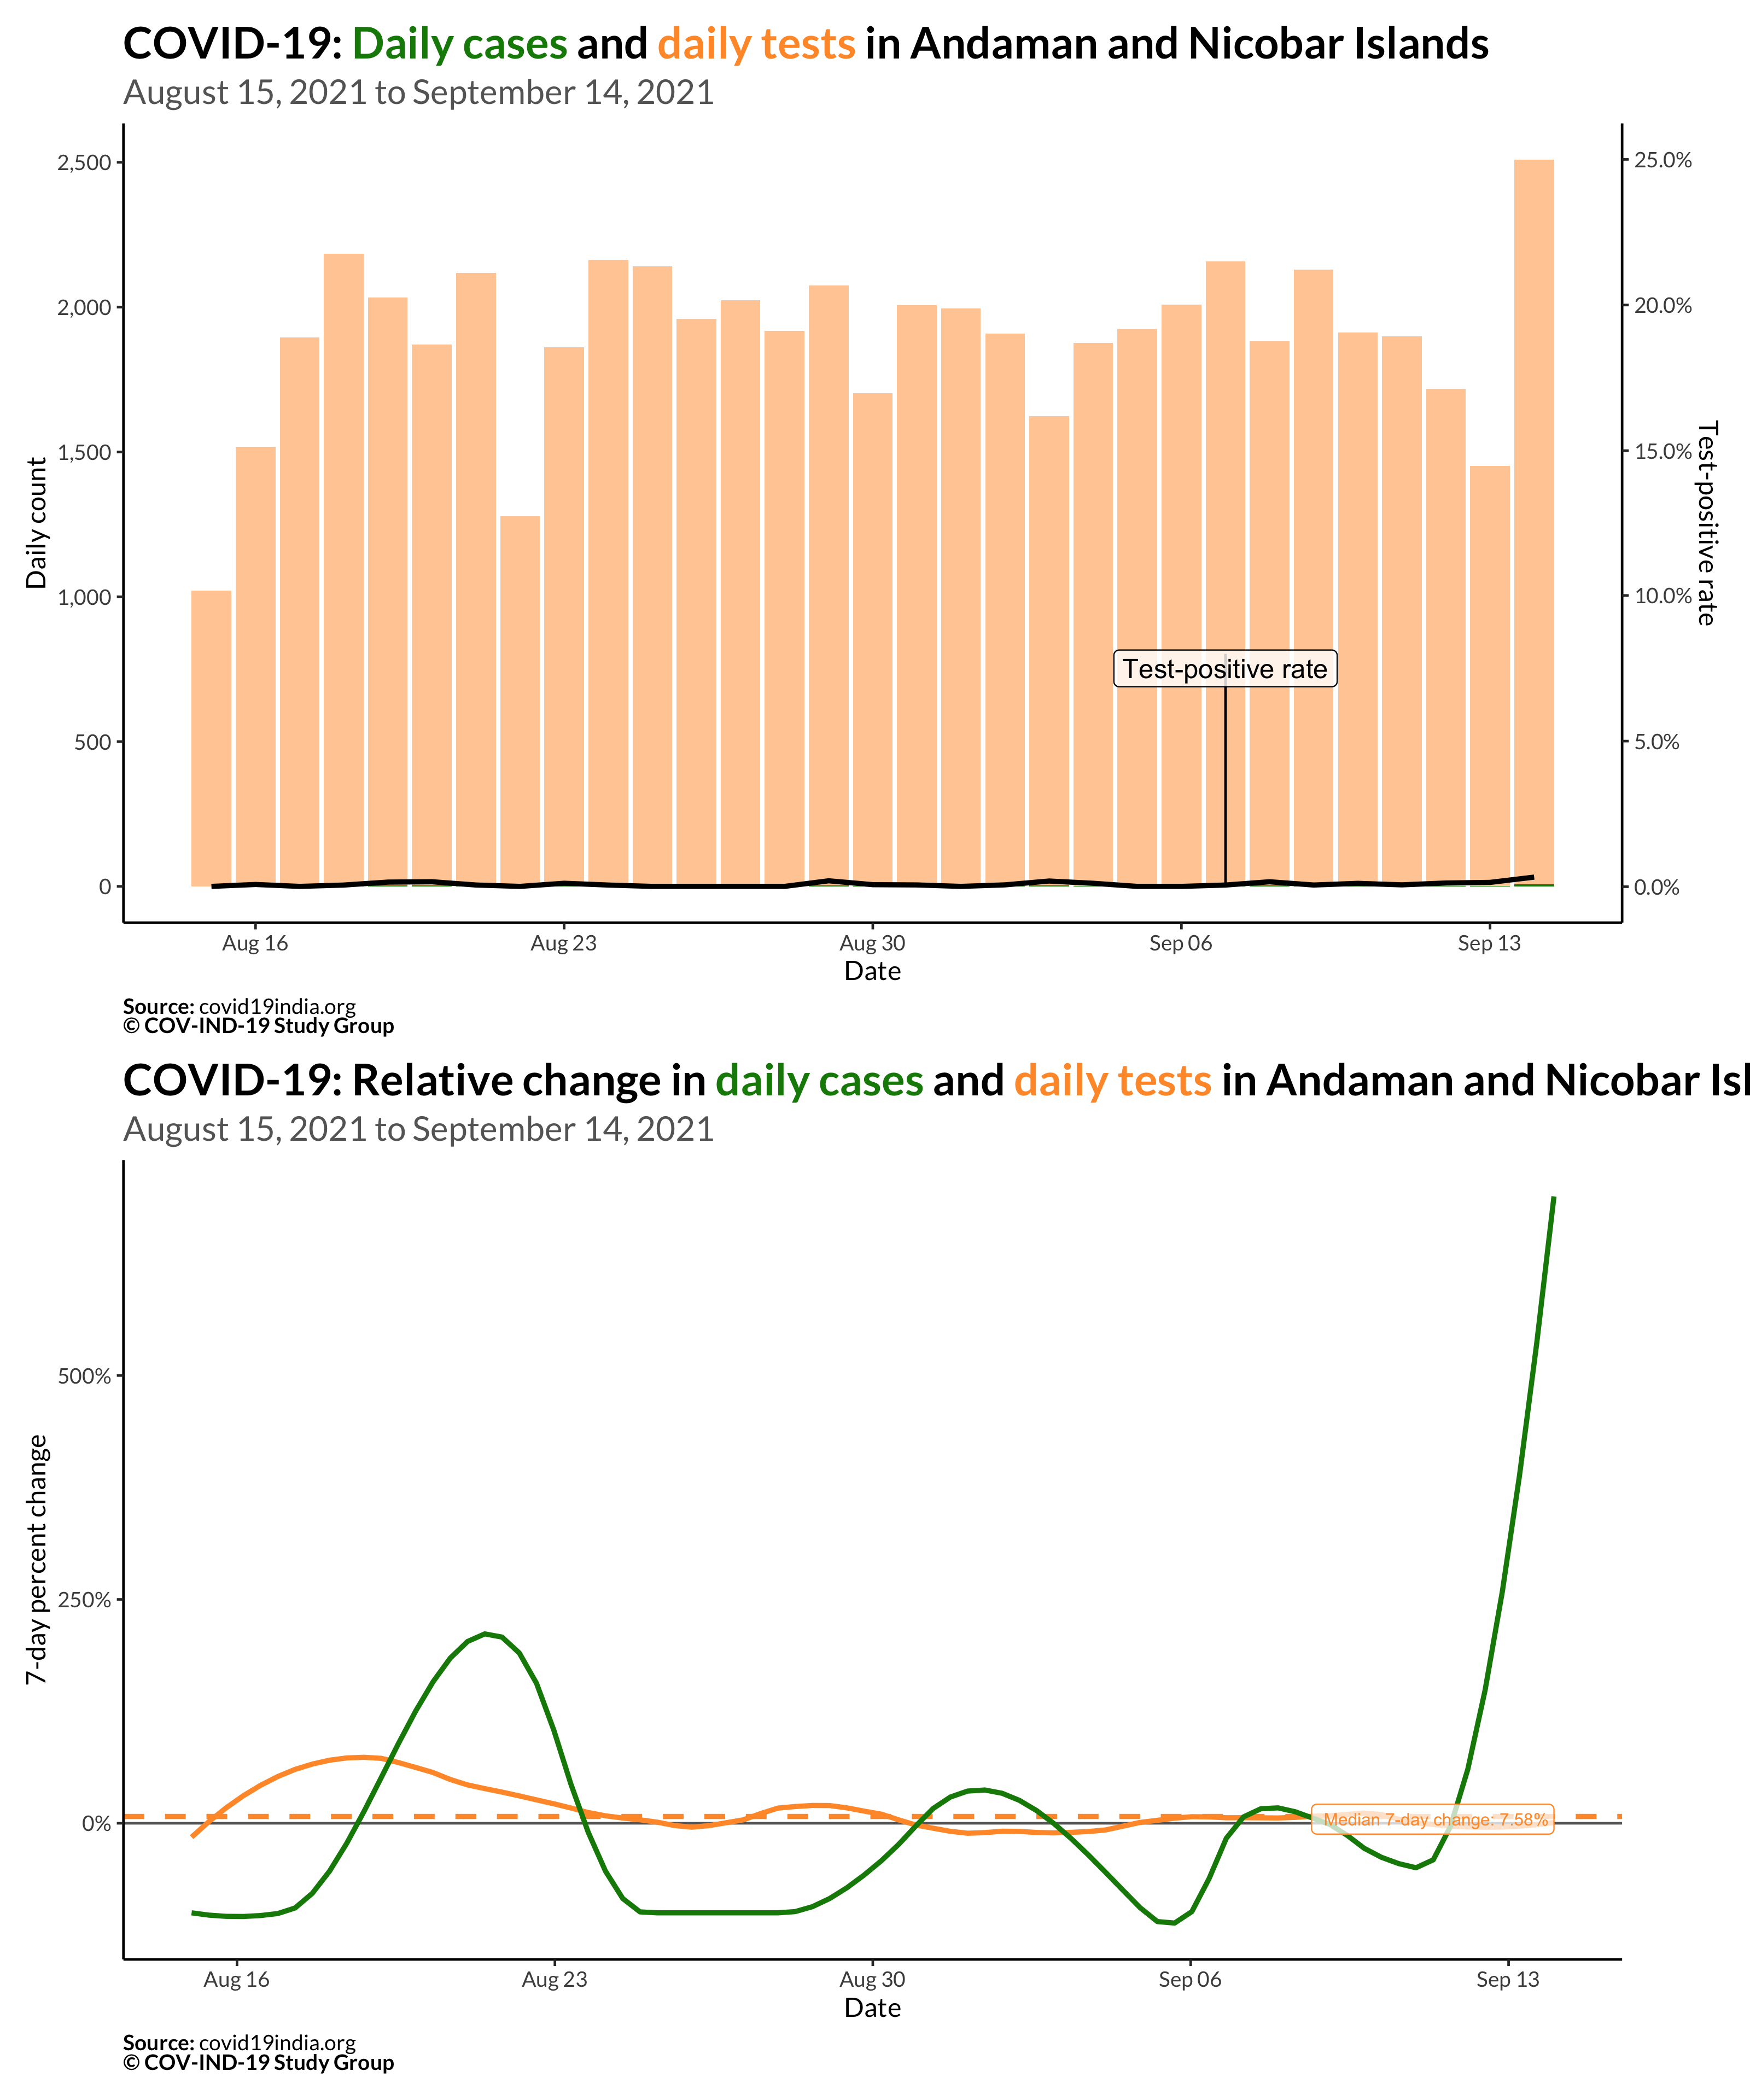 COVID-19: Daily cases and daily tests in Andaman and Nicobar Islands
August 15, 2021 to September 14, 2021
2,500
2,000
1,500
1,000
500
0
Daily count
25.0%
20.0%
15.0%
10.0%
5.0%
0.0%
Test-positive rate
Test-positive rate
Aug 16
Aug 23
Aug 30
Sep 06
Sep 13
Date
Source: covid19india.org
© COV-IND-19 Study Group
COVID-19: Relative change in daily cases and daily tests in Andaman and Nicobar Isl
August 15, 2021 to September 14, 2021
500%
250%
0%
7-day percent change
Median 7-day change: 7.58%
Aug 16
Aug 23
Aug 30
Sep 06
Sep 13
Date
Source: covid19india.org
© COV-IND-19 Study Group